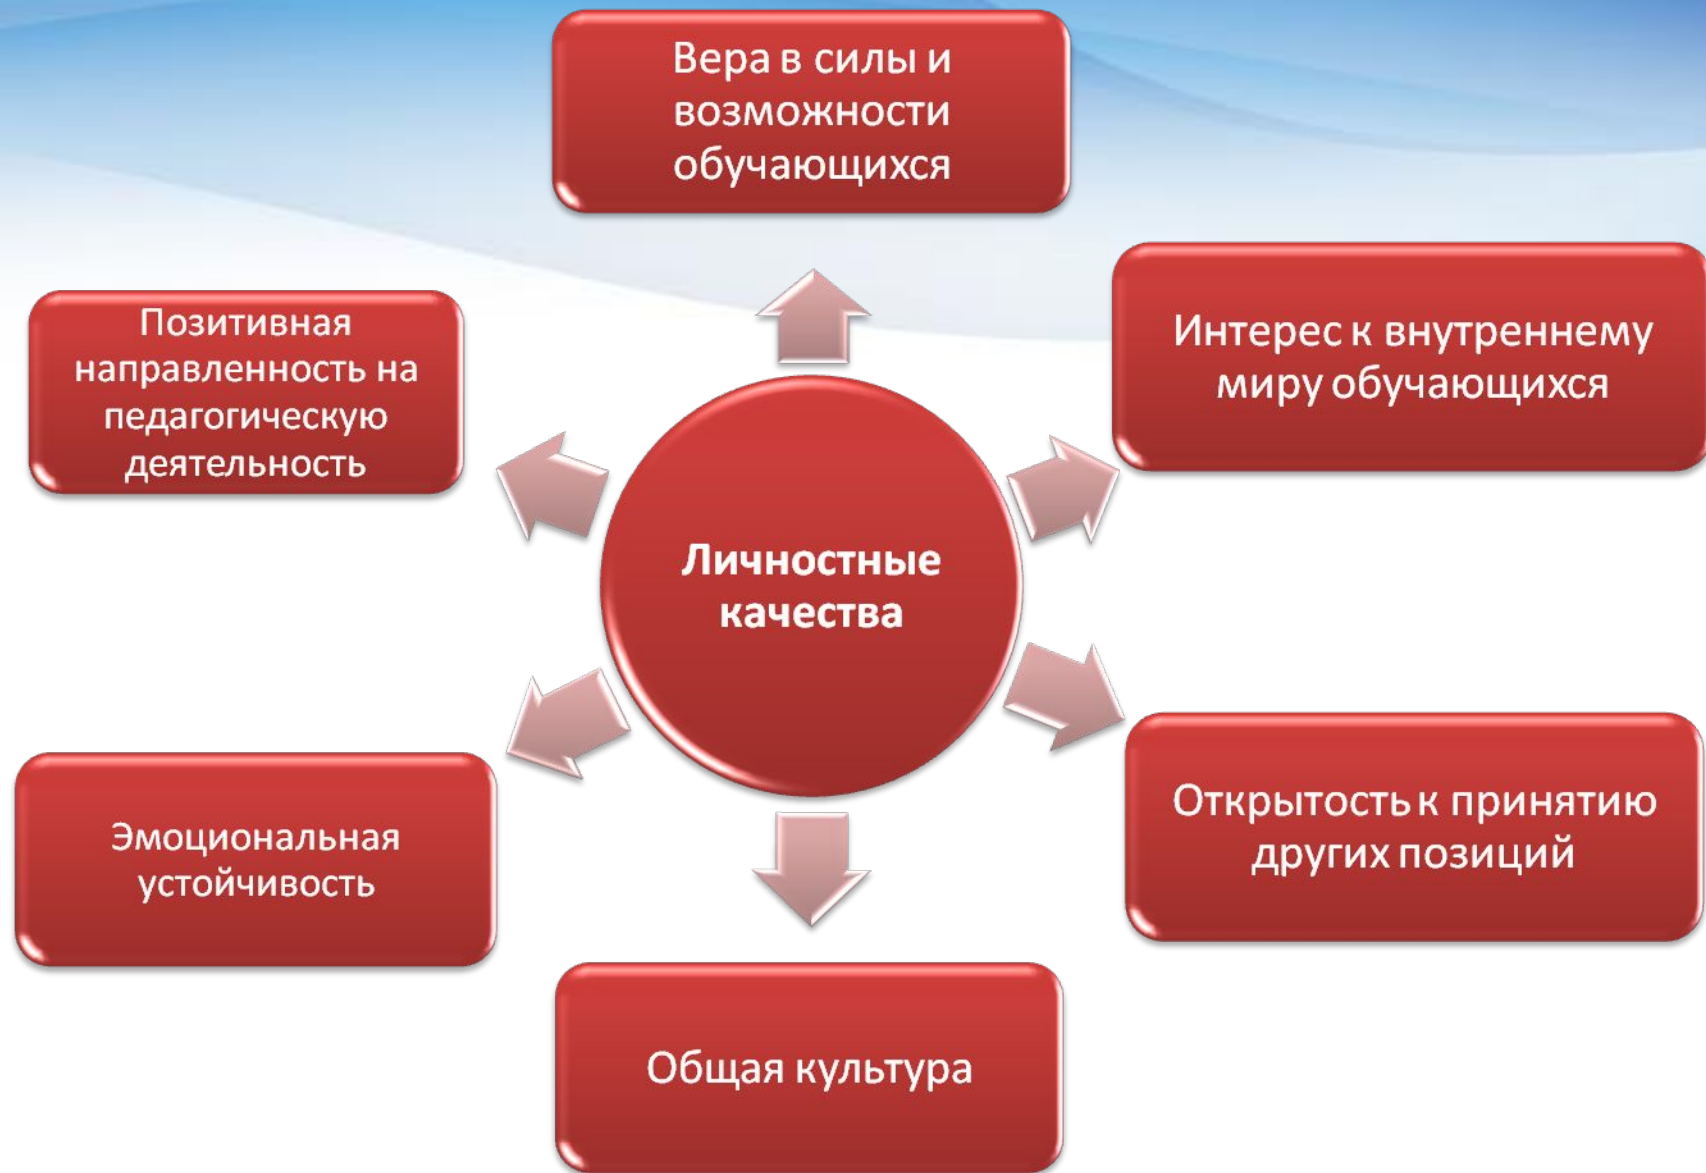 Вера в силы и
возможности
обучающихся
Позитивная
направленность на
педагогическую
деятельность
Интерес к внутреннему
миру обучающихся
Личностные
качества
Эмоциональная
устойчивость
Открытость к принятию
других позиций
Общая культура